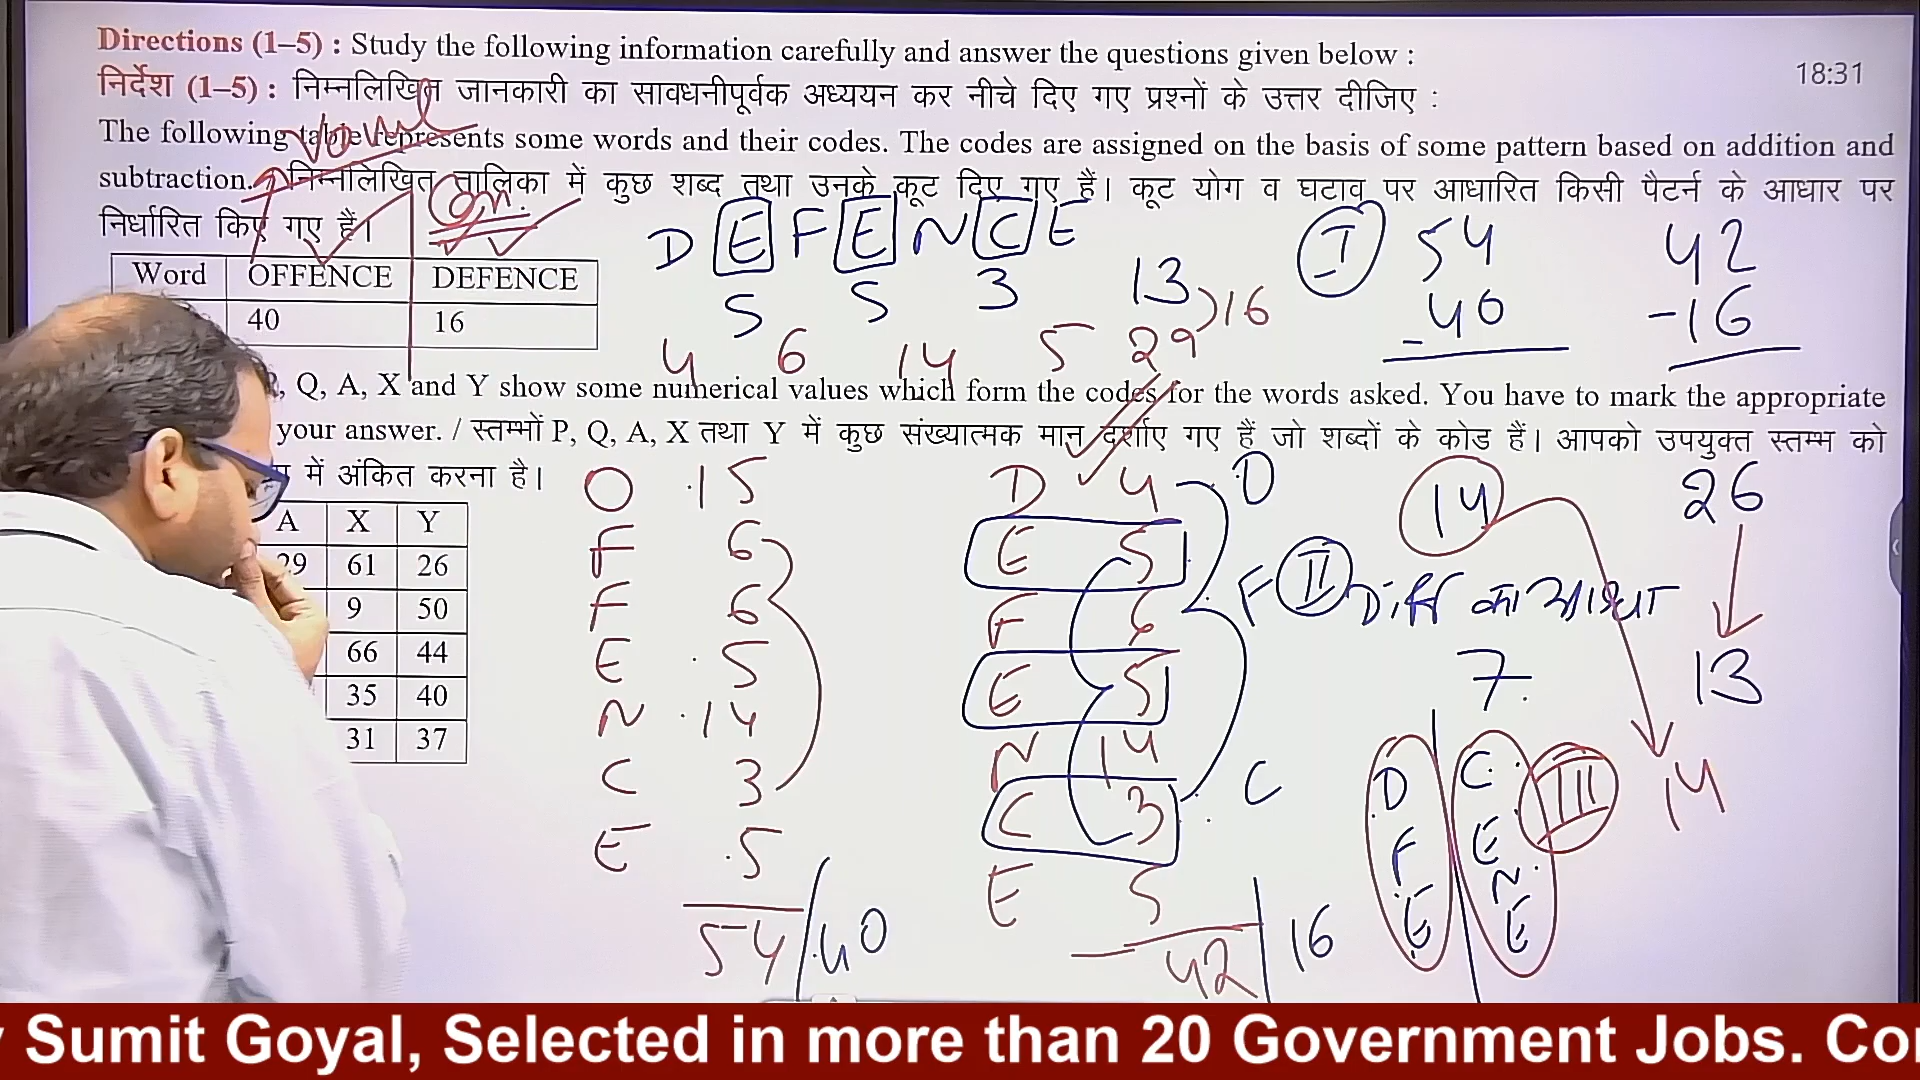 Directions (1–5) : Study the following information carefully and answer the questions given below :
18:31
निर्देश (1–5) : निम्नलिखित जानकारी का सावधनीपूर्वक अध्ययन कर नीचे दिए गए प्रश्नों के उत्तर दीजिए :
The following table represents some words and their codes. The codes are assigned on the basis of some pattern based on addition and
subtraction. / निम्नलिखित तालिका में कुछ शब्द तथा उनके कूट दिए गए हैं। कूट योग व घटाव पर आधारित किसी पैटर्न के आधार पर
निर्धारित किए गए हैं।
Vowel
Con.
Word OFFENCE DEFENCE
40 16
D E F E N C E
5 5 3 13
4 6 14 5 29 16
I 54 42
- 40 -16
, Q, A, X and Y show some numerical values which form the codes for the words asked. You have to mark the appropriate
your answer. / स्तम्भों P, Q, A, X तथा Y में कुछ संख्यात्मक मान दर्शाए गए हैं जो शब्दों के कोड हैं। आपको उपयुक्त स्तम्भ को
में अंकित करना है।
A X Y
29 61 26
9 50
66 44
35 40
31 37
O 15
F 6
F 6
E 5
N 14
C 3
E 5
54 / 40
D 4 D
E 5
F 6 F
E 5
N 14
C 3 C
E 5
42 | 16
14 26
II Diff का आधा
7 13
D C III 14
F E
E N
E
Sumit Goyal, Selected in more than 20 Government Jobs. Co